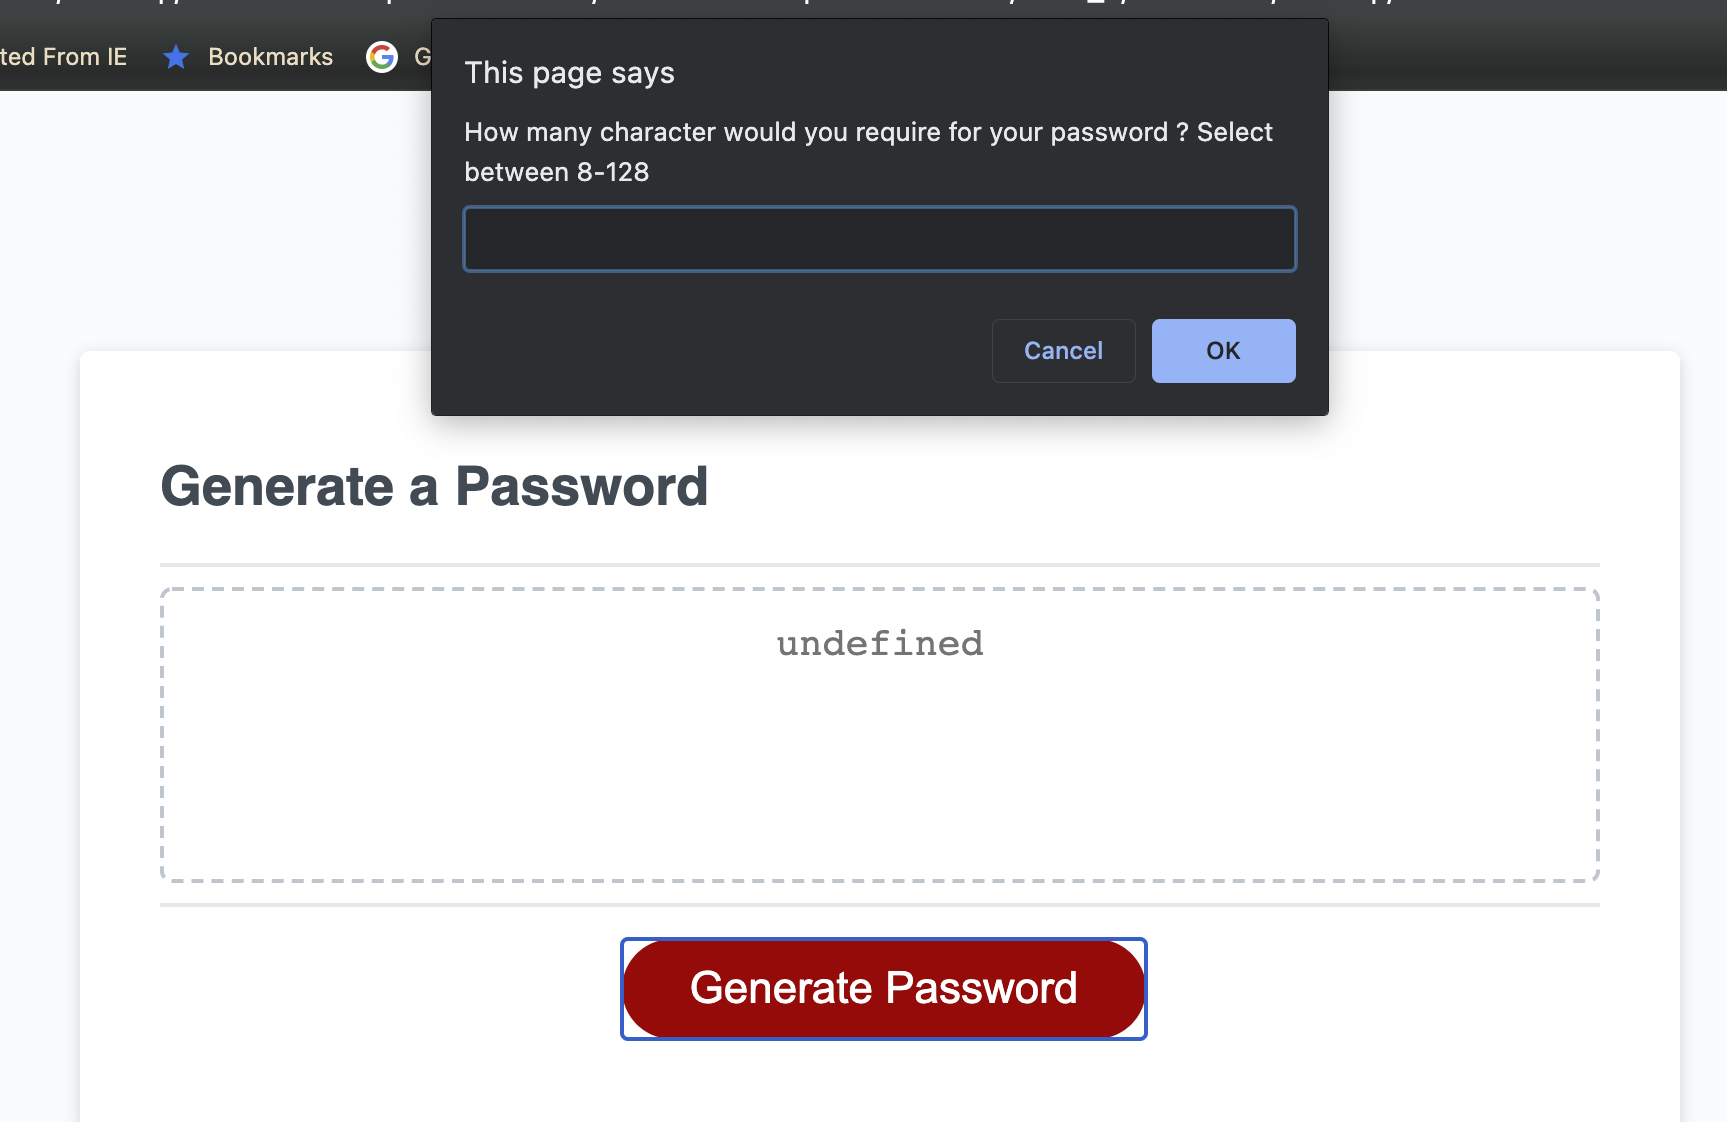 ted From IE Bookmarks G
This page says
How many character would you require for your password ? Select
between 8-128
Cancel OK
Generate a Password
undefined
Generate Password